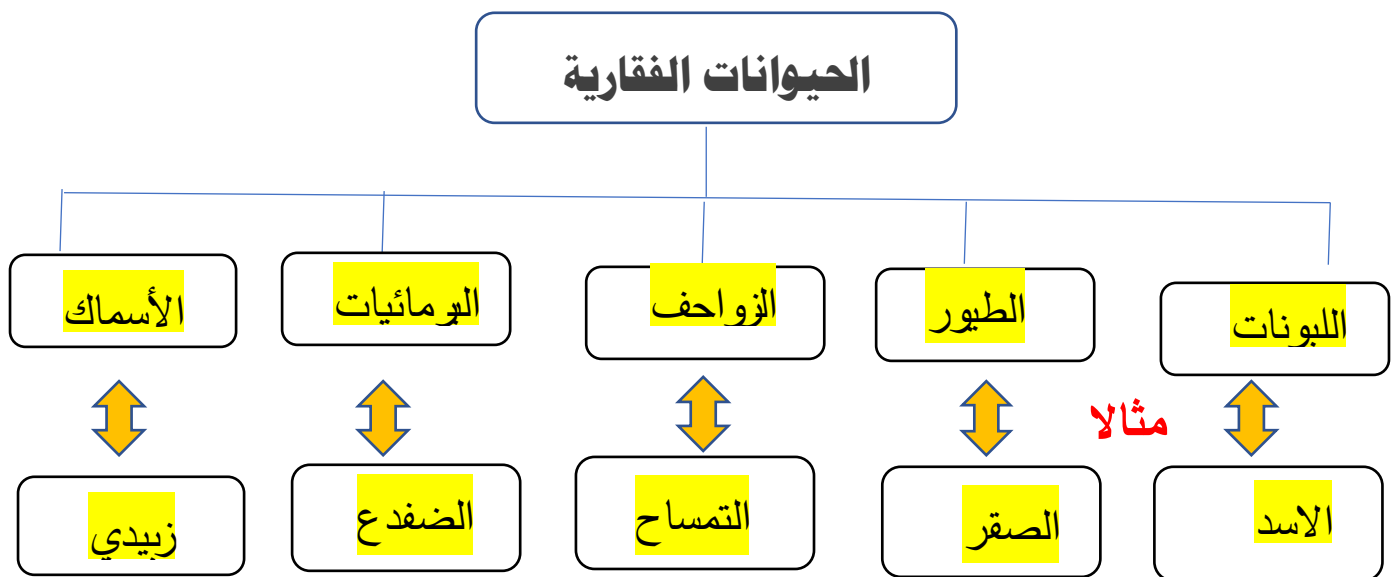 الحيوانات الفقارية
اللبونات
الطيور
الزواحف
البرمائيات
الأسماك
مثالا
الاسد
الصقر
التمساح
الضفدع
زبيدي